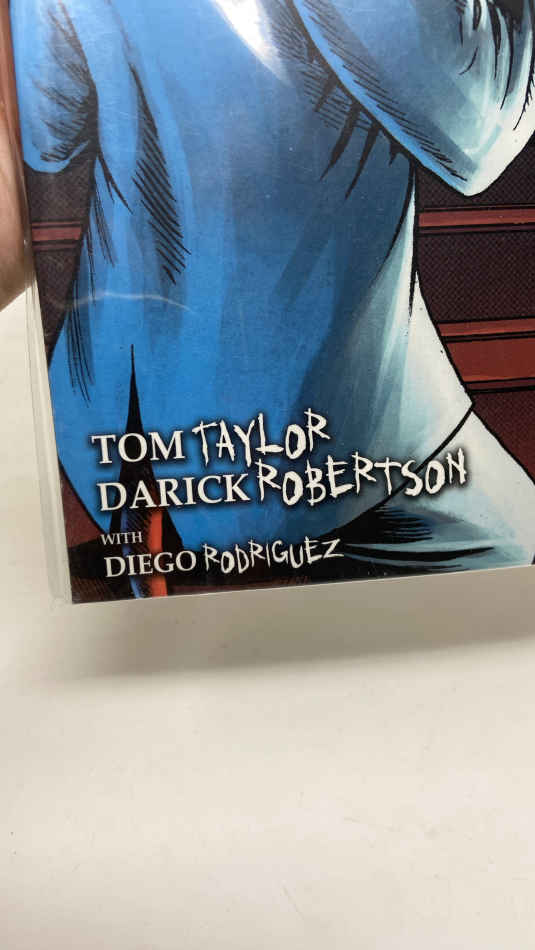 TOM TAYLOR
DARICK ROBERTSON
WITH
DIEGO RODRIGUEZ